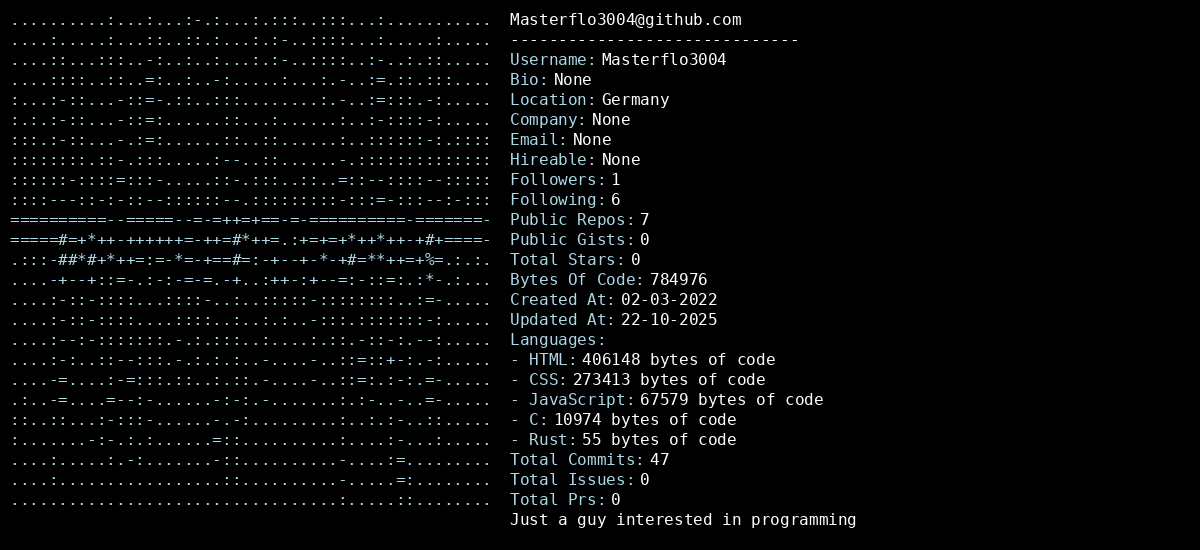 Masterflo3004@github.com
------------------------------
Username: Masterflo3004
Bio: None
Location: Germany
Company: None
Email: None
Hireable: None
Followers: 1
Following: 6
Public Repos: 7
Public Gists: 0
Total Stars: 0
Bytes Of Code: 784976
Created At: 02-03-2022
Updated At: 22-10-2025
Languages:
- HTML: 406148 bytes of code
- CSS: 273413 bytes of code
- JavaScript: 67579 bytes of code
- C: 10974 bytes of code
- Rust: 55 bytes of code
Total Commits: 47
Total Issues: 0
Total Prs: 0
Just a guy interested in programming